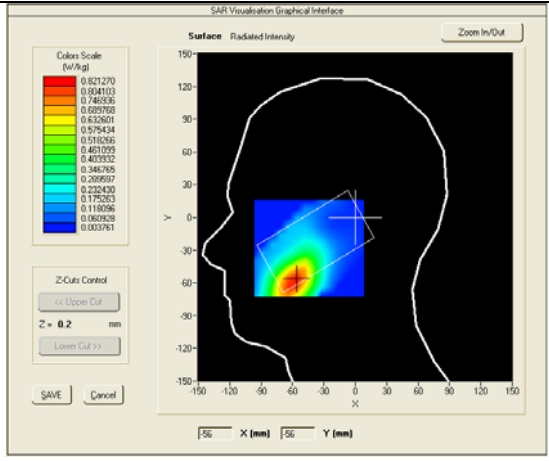 SAR Visualisation Graphical Interface
Surface Radiated Intensity
Zoom In/Out
Colors Scale
(W/kg)
0.821270
0.804103
0.746936
0.689768
0.632601
0.575434
0.518266
0.461099
0.403932
0.346765
0.289597
0.232430
0.175263
0.118096
0.060928
0.003761
Z-Cuts Control
<< Upper Cut
Z = 0.2 mm
Lower Cut >>
SAVE Cancel
150
120
90
60
30
0
-30
-60
-90
-120
-150
Y
-150 -120 -90 -60 -30 0 30 60 90 120 150
X
-56 X (mm) -56 Y (mm)